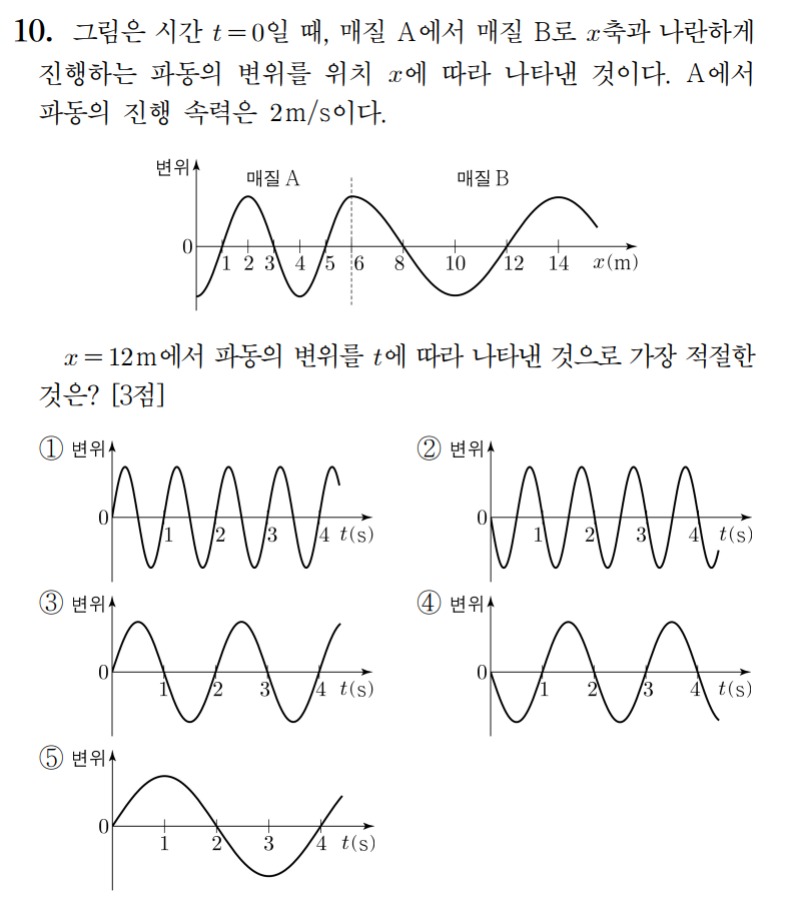 10. 그림은 시간 t=0일 때, 매질 A에서 매질 B로 x축과 나란하게
진행하는 파동의 변위를 위치 x에 따라 나타낸 것이다. A에서
파동의 진행 속력은 2m/s이다.
변위 매질 A 매질 B
0 1 2 3 4 5 6 8 10 12 14 x(m)
x=12m에서 파동의 변위를 t에 따라 나타낸 것으로 가장 적절한
것은? [3점]
① 변위 ② 변위
0 1 2 3 4 t(s) 0 1 2 3 4 t(s)
③ 변위 ④ 변위
0 1 2 3 4 t(s) 0 1 2 3 4 t(s)
⑤ 변위
0 1 2 3 4 t(s)